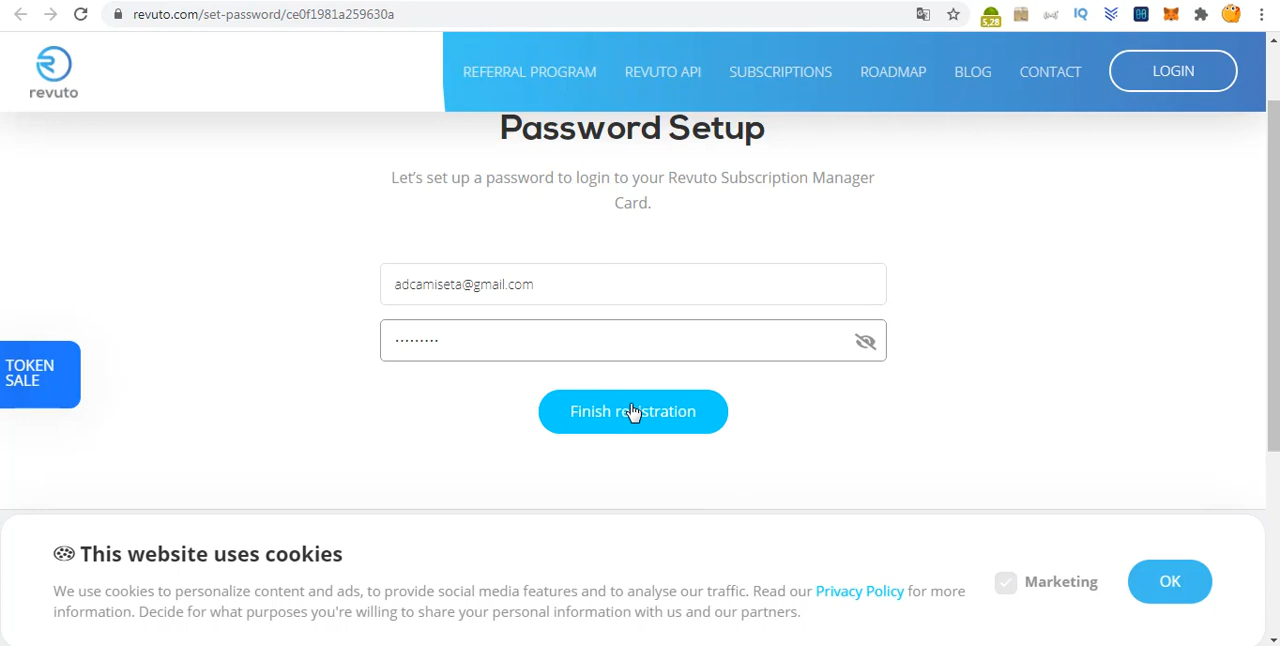 revuto.com/set-password/ce0f1981a259630a
5,28
IQ
revuto
REFERRAL PROGRAM REVUTO API SUBSCRIPTIONS ROADMAP BLOG CONTACT LOGIN
Password Setup
Let's set up a password to login to your Revuto Subscription Manager
Card.
adcamiseta@gmail.com
·········
TOKEN
SALE
Finish registration
This website uses cookies
We use cookies to personalize content and ads, to provide social media features and to analyse our traffic. Read our Privacy Policy for more
information. Decide for what purposes you're willing to share your personal information with us and our partners.
Marketing
OK